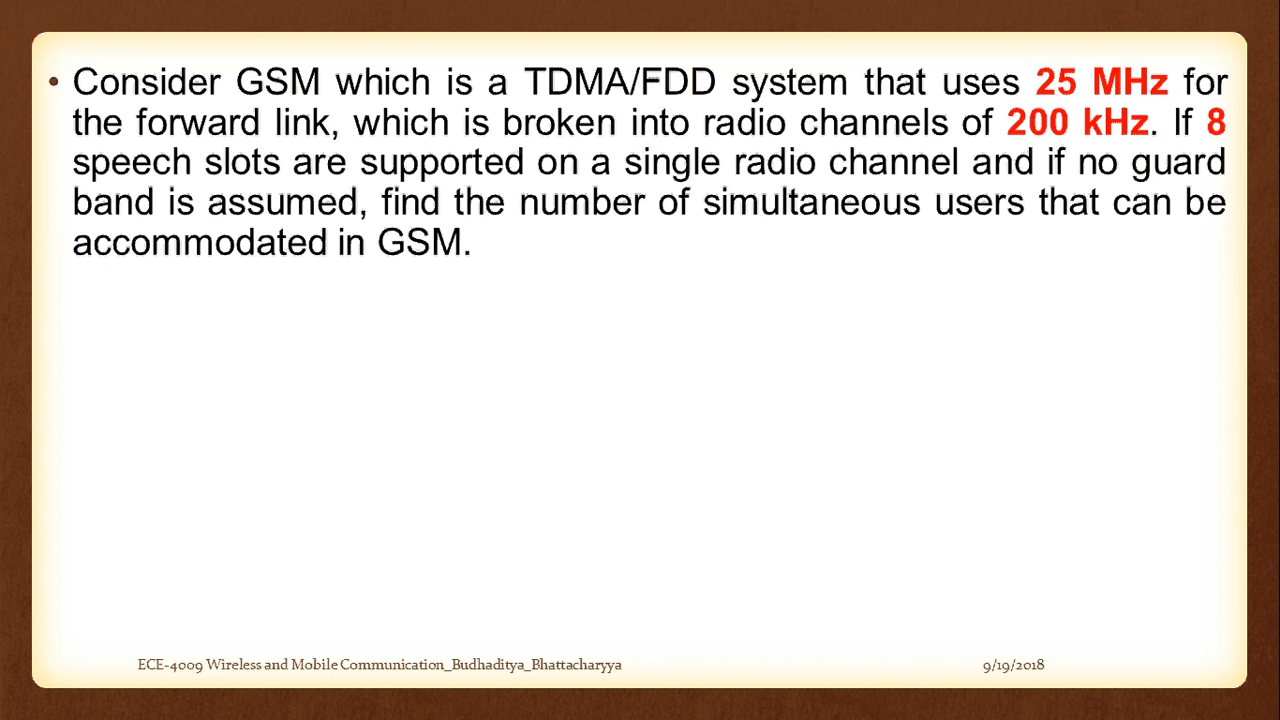 • Consider GSM which is a TDMA/FDD system that uses 25 MHz for
the forward link, which is broken into radio channels of 200 kHz. If 8
speech slots are supported on a single radio channel and if no guard
band is assumed, find the number of simultaneous users that can be
accommodated in GSM.
ECE-4009 Wireless and Mobile Communication_Budhaditya_Bhattacharyya
9/19/2018